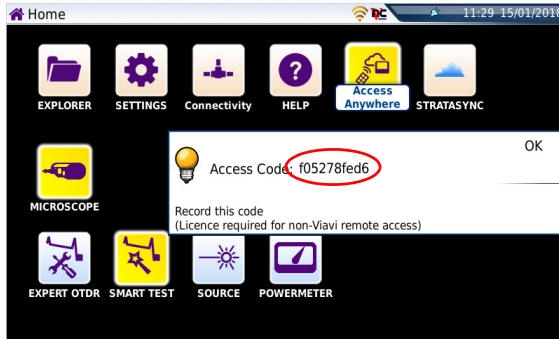 Home
11:29 15/01/2018
EXPLORER
SETTINGS
Connectivity
HELP
Access
Anywhere
STRATASYNC
OK
Access Code: f05278fed6
MICROSCOPE
Record this code
(Licence required for non-Viavi remote access)
EXPERT OTDR
SMART TEST
SOURCE
POWERMETER